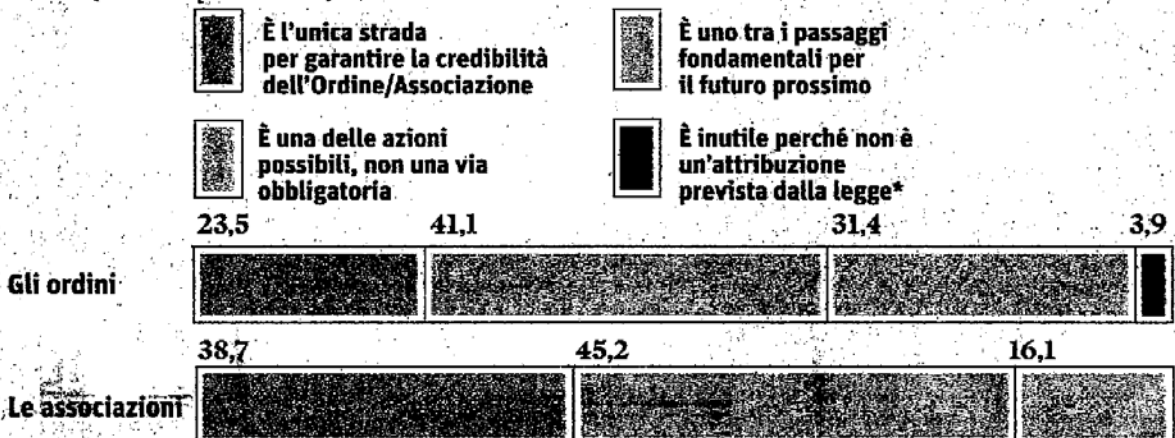 È l'unica strada
per garantire la credibilità
dell'Ordine/Associazione
È uno tra i passaggi
fondamentali per
il futuro prossimo
È una delle azioni
possibili, non una via
obbligatoria
È inutile perché non è
un'attribuzione
prevista dalla legge*
23,5 41,1 31,4 3,9
Gli ordini
38,7 45,2 16,1
Le associazioni